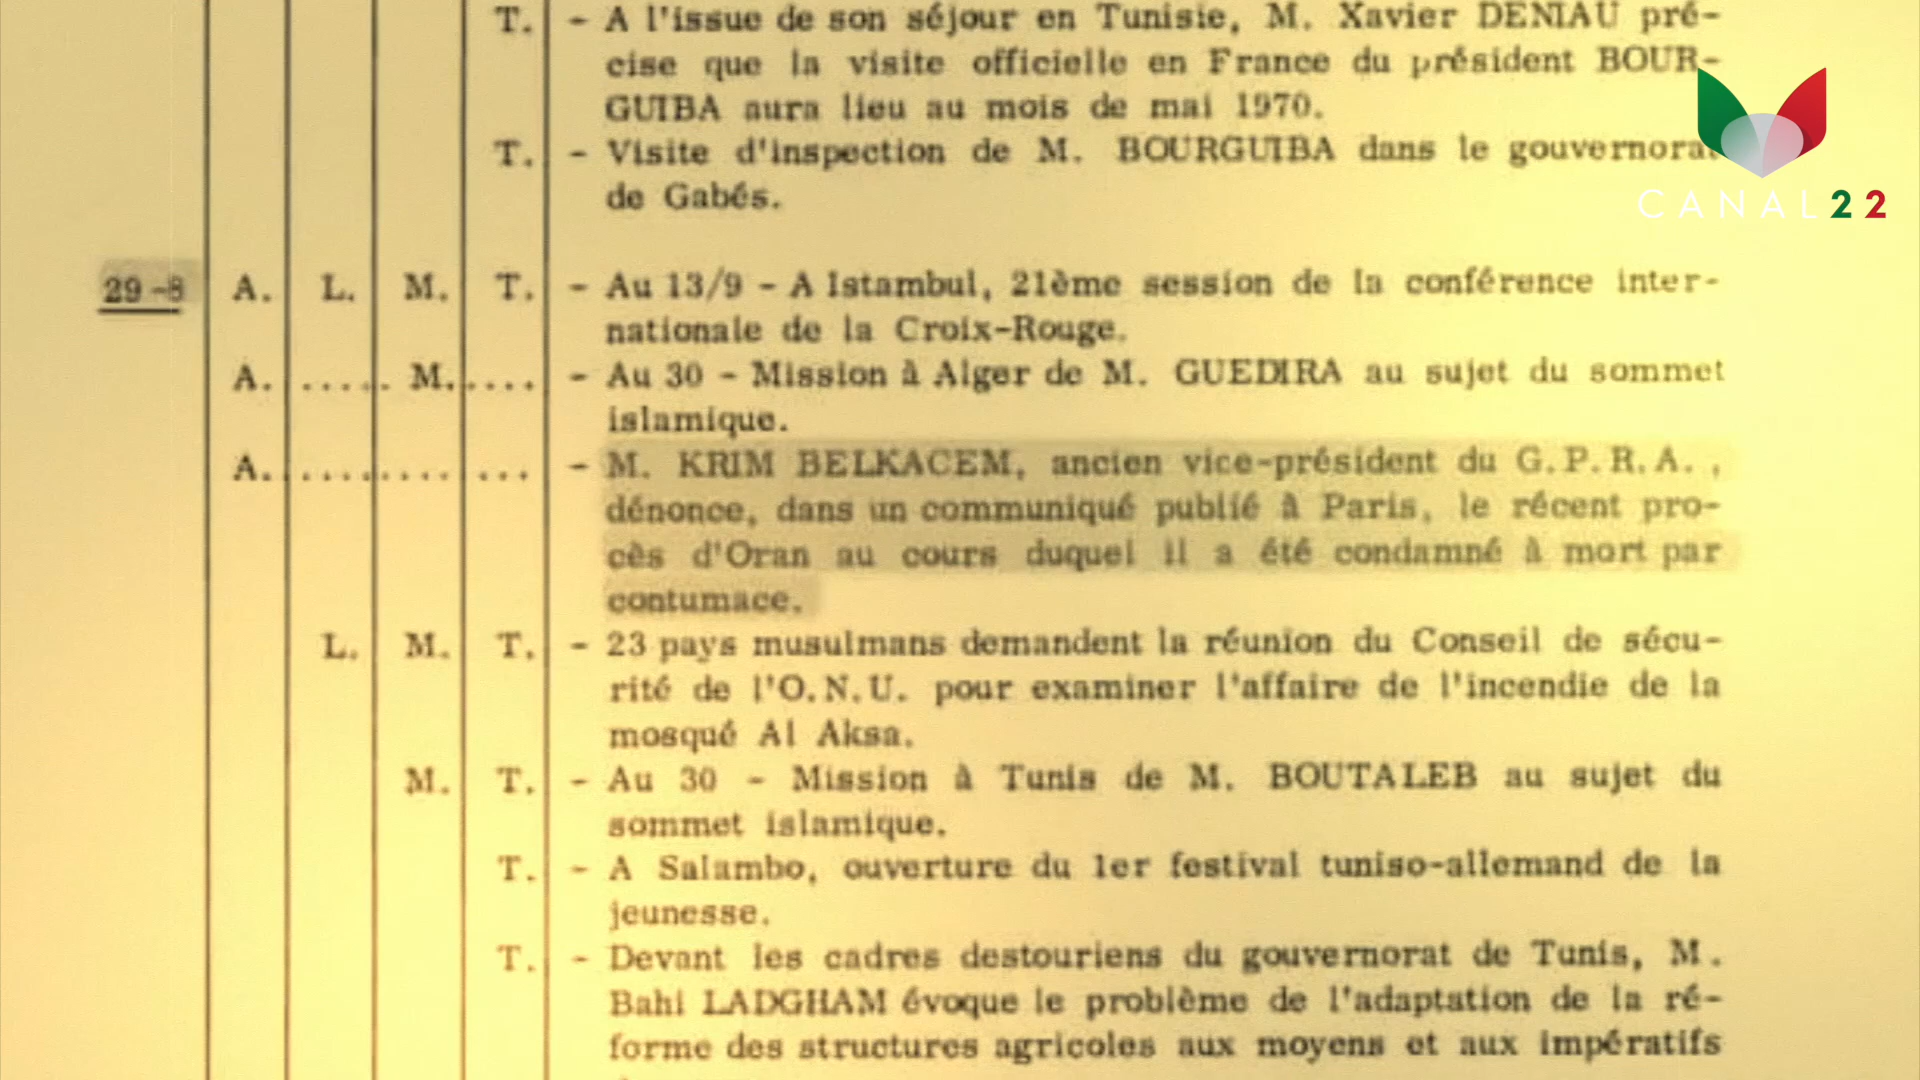 T. - A l'issue de son séjour en Tunisie, M. Xavier DENIAU pré-
cise que la visite officielle en France du président BOUR-
GUIBA aura lieu au mois de mai 1970.
T. - Visite d'inspection de M. BOURGUIBA dans le gouvernorat
de Gabés.
CANAL22
29-8 A. L. M. T. - Au 13/9 - A Istambul, 21ème session de la conférence inter-
nationale de la Croix-Rouge.
A. ..... M..... - Au 30 - Mission à Alger de M. GUEDIRA au sujet du sommet
islamique.
A.............. - M. KRIM BELKACEM, ancien vice-président du G.P.R.A.,
dénonce, dans un communiqué publié à Paris, le récent pro-
cès d'Oran au cours duquel il a été condamné à mort par
contumace.
L. M. T. - 23 pays musulmans demandent la réunion du Conseil de sécu-
rité de l'O.N.U. pour examiner l'affaire de l'incendie de la
mosqué Al Aksa.
M. T. - Au 30 - Mission à Tunis de M. BOUTALEB au sujet du
sommet islamique.
T. - A Salambo, ouverture du 1er festival tuniso-allemand de la
jeunesse.
T. - Devant les cadres destouriens du gouvernorat de Tunis, M.
Bahi LADGHAM évoque le problème de l'adaptation de la ré-
forme des structures agricoles aux moyens et aux impératifs